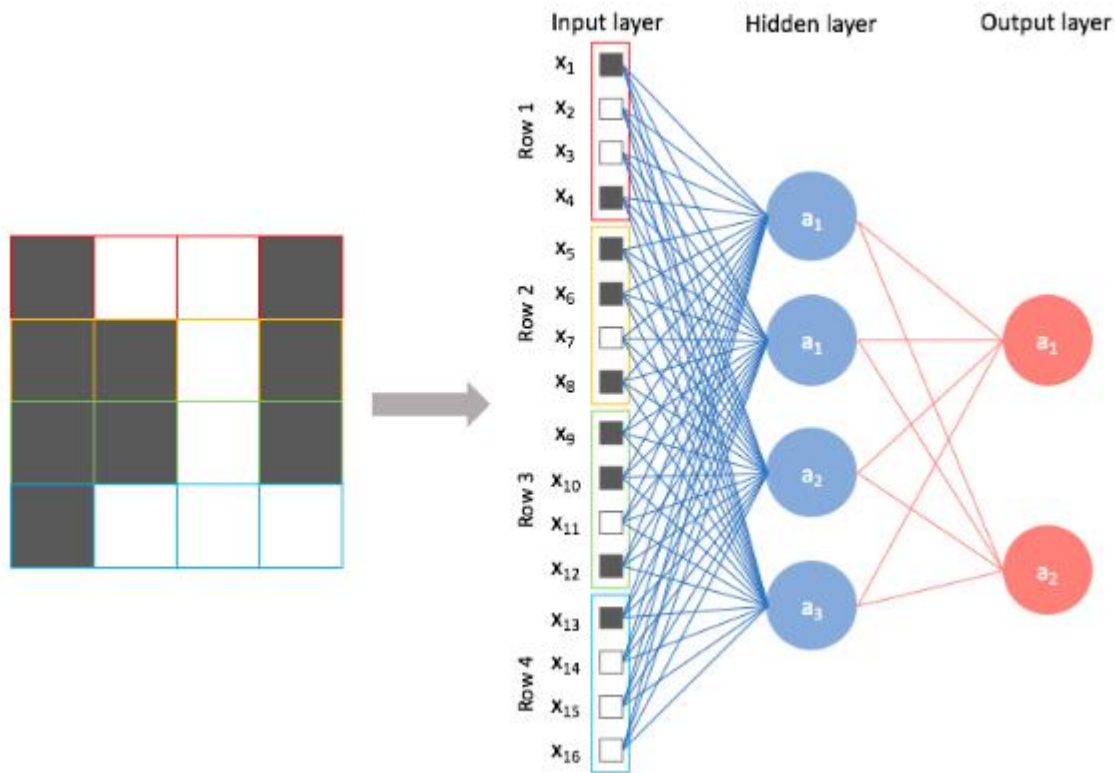 Input layer
Hidden layer
Output layer
Row 1
x₁
x₂
x₃
x₄
Row 2
x₅
x₆
x₇
x₈
Row 3
x₉
x₁₀
x₁₁
x₁₂
Row 4
x₁₃
x₁₄
x₁₅
x₁₆
a₁
a₁
a₂
a₃
a₁
a₂